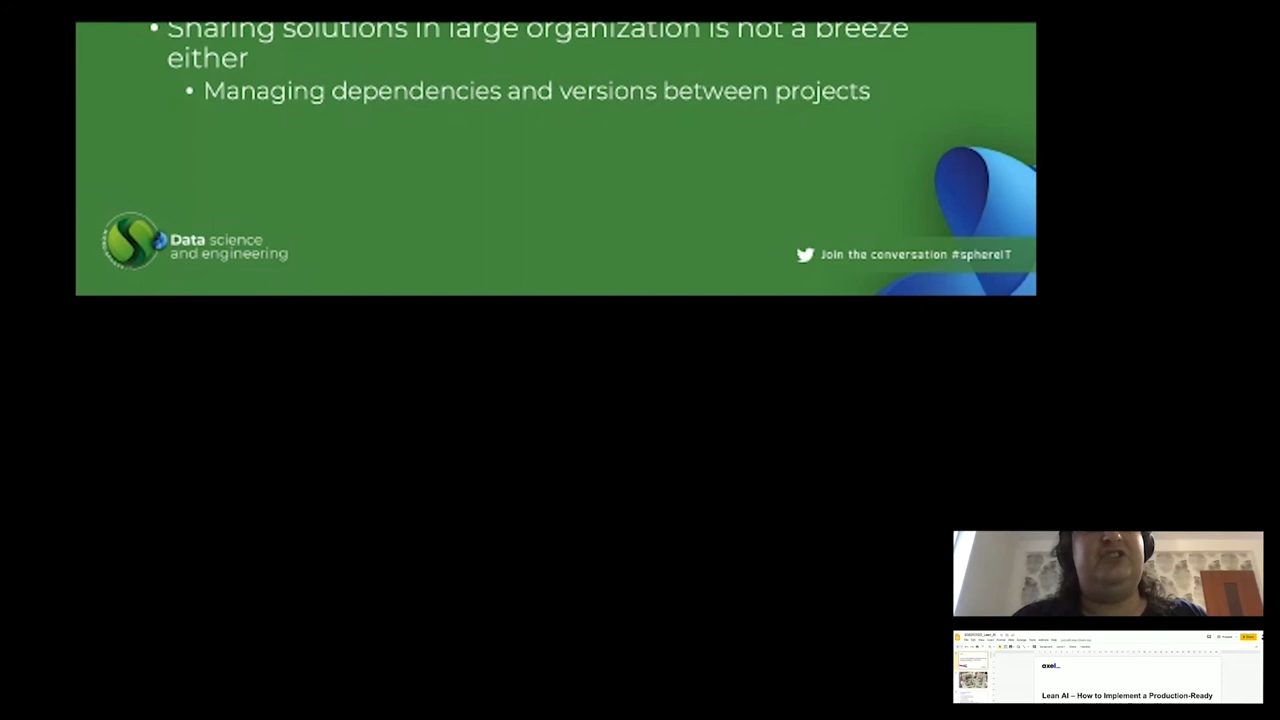 • Sharing solutions in large organization is not a breeze
either
• Managing dependencies and versions between projects
Data science
and engineering
Join the conversation #sphereIT
axel_
Lean AI – How to Implement a Production-Ready